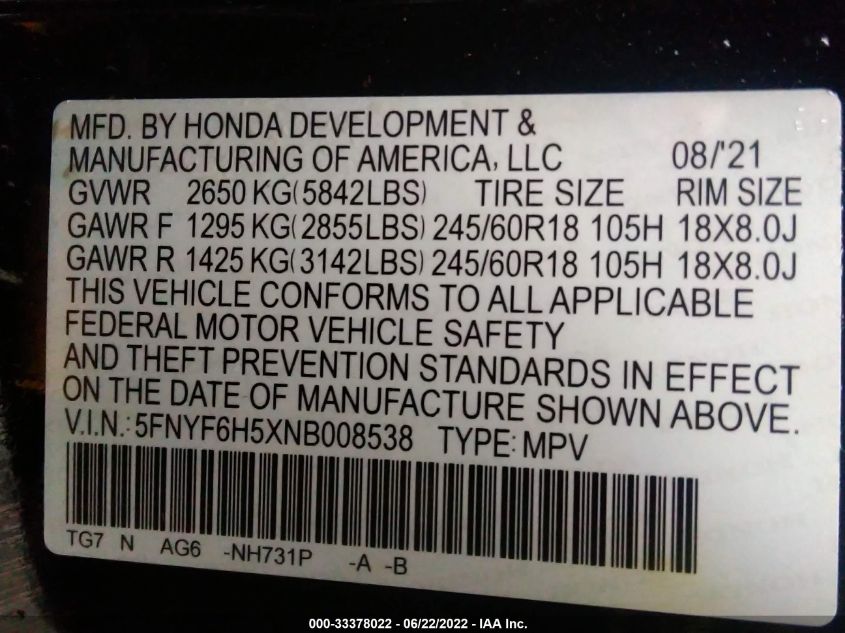 MFD. BY HONDA DEVELOPMENT &
MANUFACTURING OF AMERICA, LLC 08/'21
GVWR 2650 KG(5842LBS) TIRE SIZE RIM SIZE
GAWR F 1295 KG(2855LBS) 245/60R18 105H 18X8.0J
GAWR R 1425 KG(3142LBS) 245/60R18 105H 18X8.0J
THIS VEHICLE CONFORMS TO ALL APPLICABLE
FEDERAL MOTOR VEHICLE SAFETY
AND THEFT PREVENTION STANDARDS IN EFFECT
ON THE DATE OF MANUFACTURE SHOWN ABOVE.
V.I.N.: 5FNYF6H5XNB008538 TYPE: MPV
TG7 N AG6 -NH731P -A -B
000-33378022 - 06/22/2022 - IAA Inc.